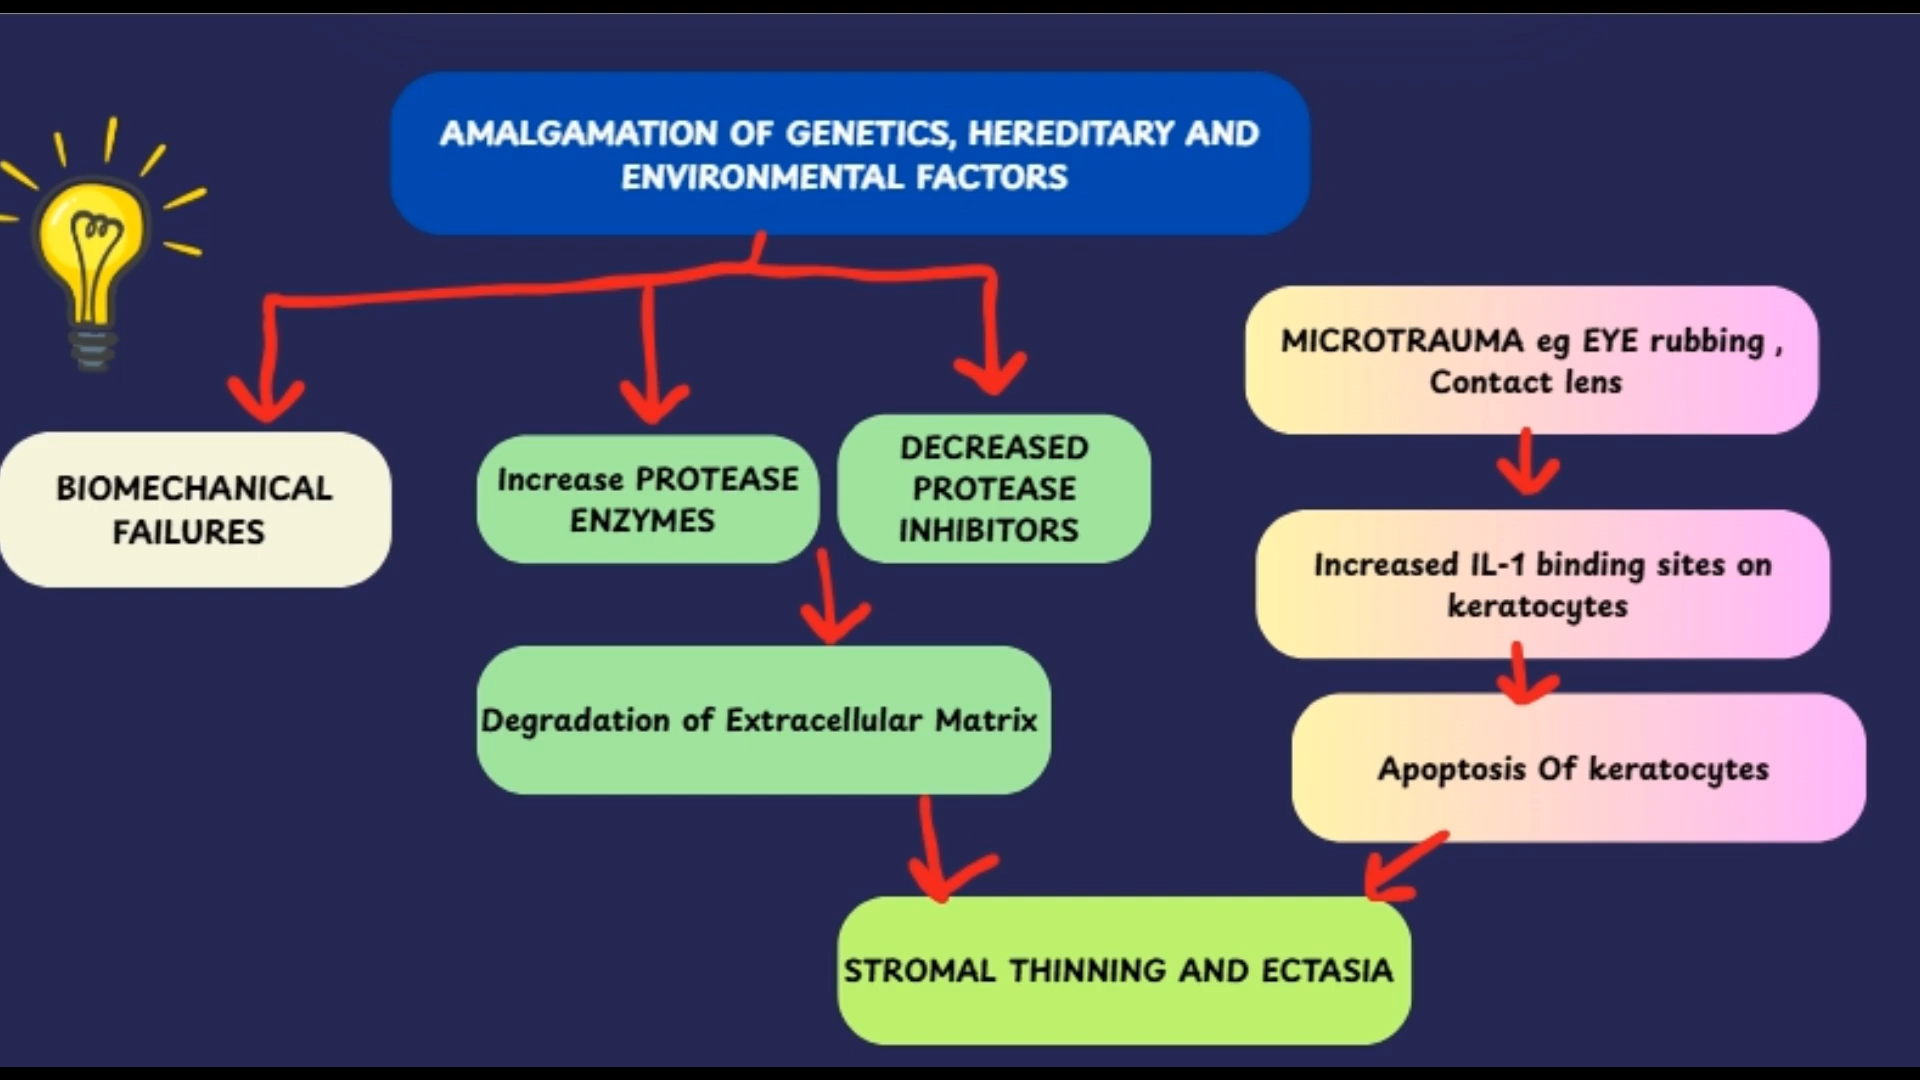 AMALGAMATION OF GENETICS, HEREDITARY AND
ENVIRONMENTAL FACTORS
BIOMECHANICAL
FAILURES
Increase PROTEASE
ENZYMES
DECREASED
PROTEASE
INHIBITORS
Degradation of Extracellular Matrix
MICROTRAUMA eg EYE rubbing ,
Contact lens
Increased IL-1 binding sites on
keratocytes
Apoptosis Of keratocytes
STROMAL THINNING AND ECTASIA